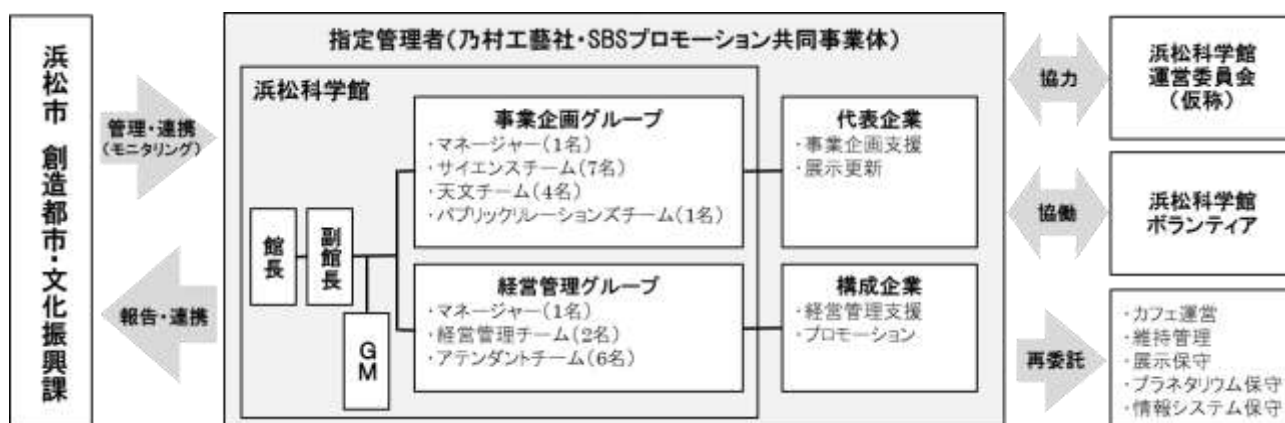 浜松市 創造都市・文化振興課
管理・連携
(モニタリング)
報告・連携
指定管理者(乃村工藝社・SBSプロモーション共同事業体)
浜松科学館
館長
副館長
GM
事業企画グループ
・マネージャー(1名)
・サイエンスチーム(7名)
・天文チーム(4名)
・パブリックリレーションズチーム(1名)
経営管理グループ
・マネージャー(1名)
・経営管理チーム(2名)
・アテンダントチーム(6名)
代表企業
・事業企画支援
・展示更新
構成企業
・経営管理支援
・プロモーション
協力
浜松科学館
運営委員会
(仮称)
協働
浜松科学館
ボランティア
再委託
・カフェ運営
・維持管理
・展示保守
・プラネタリウム保守
・情報システム保守